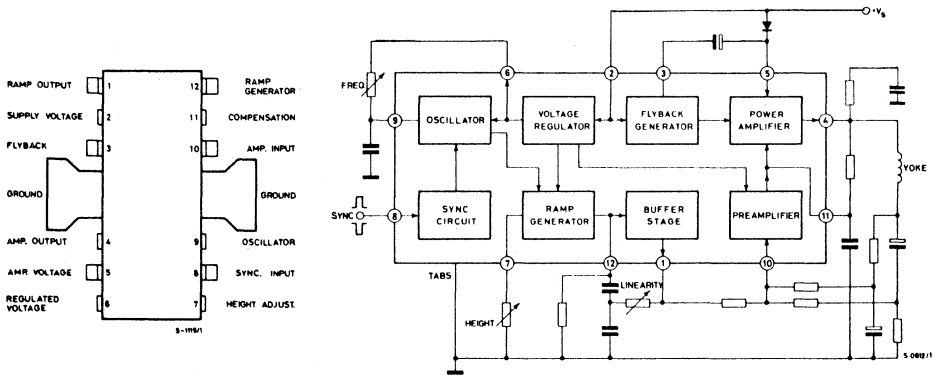 RAMP OUTPUT
1
12
RAMP
GENERATOR
SUPPLY VOLTAGE
2
11
COMPENSATION
FLYBACK
3
10
AMP. INPUT
GROUND
GROUND
AMP. OUTPUT
4
9
OSCILLATOR
AMP. VOLTAGE
5
8
SYNC. INPUT
REGULATED
VOLTAGE
6
7
HEIGHT ADJUST.
S-1119/1
+Vs
6
2
3
5
FREQ
9
OSCILLATOR
VOLTAGE
REGULATOR
FLYBACK
GENERATOR
POWER
AMPLIFIER
4
YOKE
SYNC
8
SYNC
CIRCUIT
RAMP
GENERATOR
BUFFER
STAGE
PREAMPLIFIER
11
TABS
7
12
1
10
LINEARITY
HEIGHT
S-0812/1